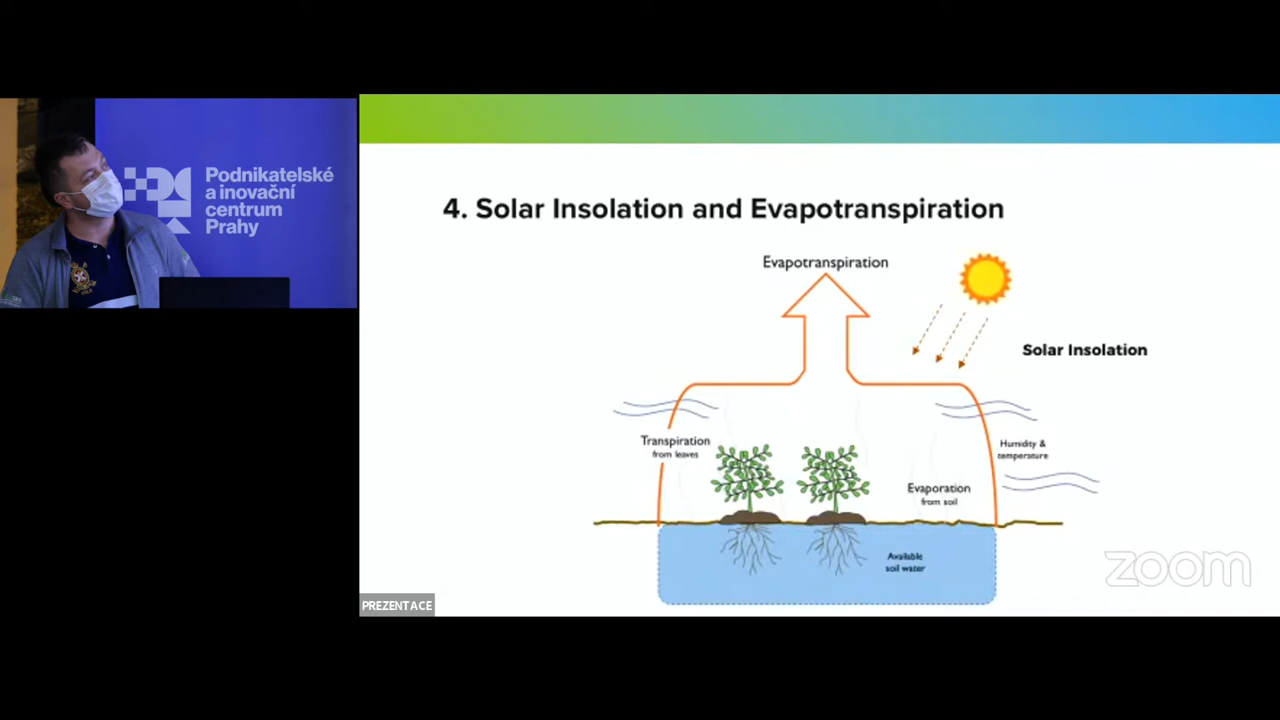 Podnikatelské
a inovační
centrum
Prahy
4. Solar Insolation and Evapotranspiration
Evapotranspiration
Solar Insolation
Transpiration
from leaves
Humidity &
temperature
Evaporation
from soil
Available
soil water
zoom
PREZENTACE